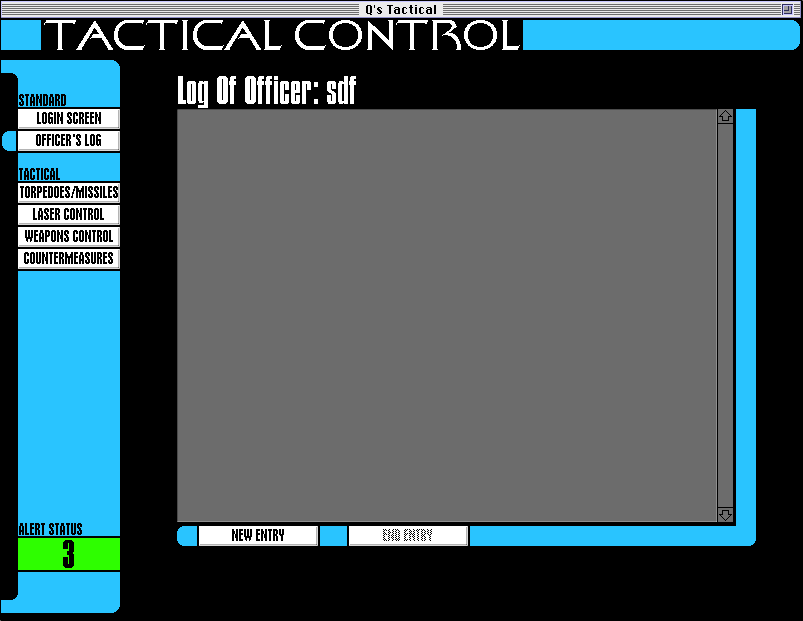 Q's Tactical
TACTICAL CONTROL
Log Of Officer: sdf
STANDARD
LOGIN SCREEN
OFFICER'S LOG
TACTICAL
TORPEDOES/MISSILES
LASER CONTROL
WEAPONS CONTROL
COUNTERMEASURES
ALERT STATUS
3
NEW ENTRY
END ENTRY